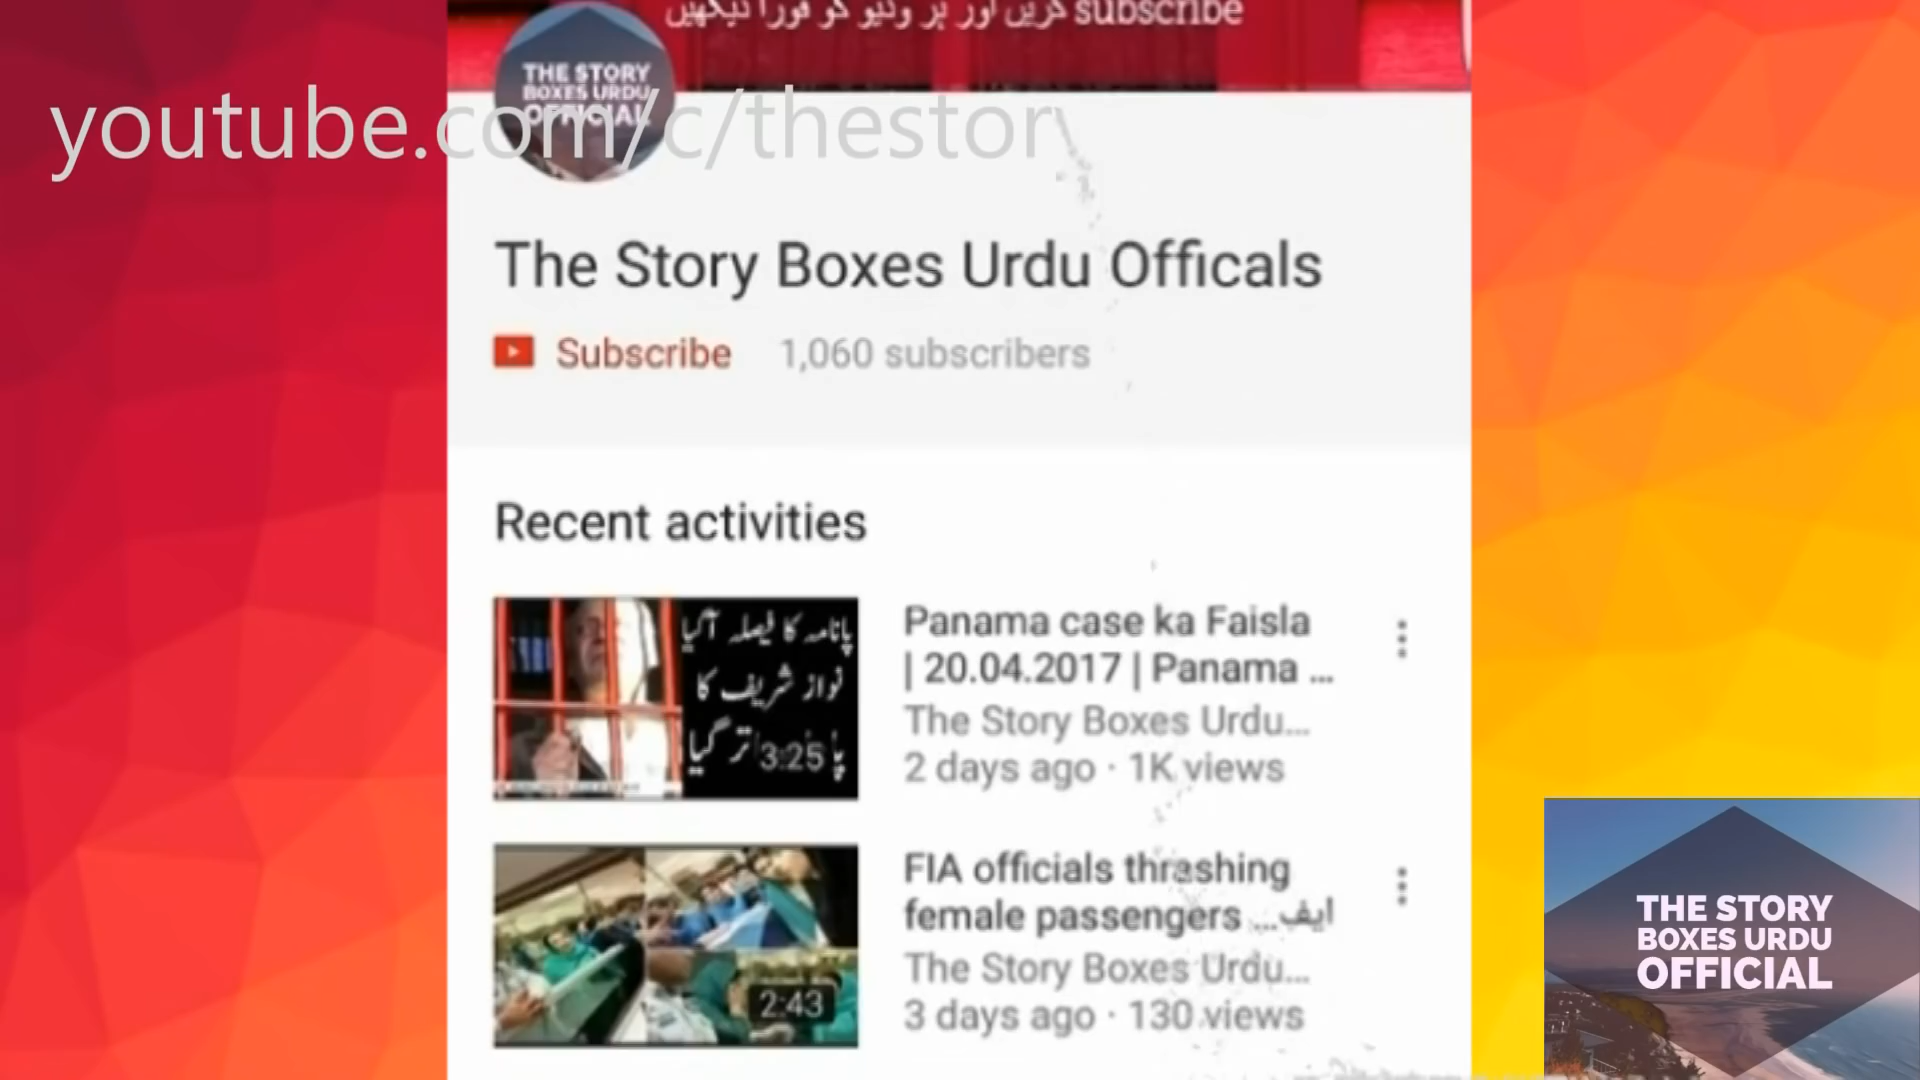 subscribe کریں اور ہر ودیو کو فورا دیکھیں
THE STORY
BOXES URDU
OFFICIAL
youtube.com/c/thestory
The Story Boxes Urdu Officals
Subscribe 1,060 subscribers
Recent activities
پانامہ کا فیصلہ آگیا
نواز شریف کا
اتر گیا
3:25
Panama case ka Faisla
| 20.04.2017 | Panama ...
The Story Boxes Urdu...
2 days ago · 1K views
2:43
FIA officials thrashing
female passengers ...ایف
The Story Boxes Urdu...
3 days ago · 130 views
THE STORY
BOXES URDU
OFFICIAL